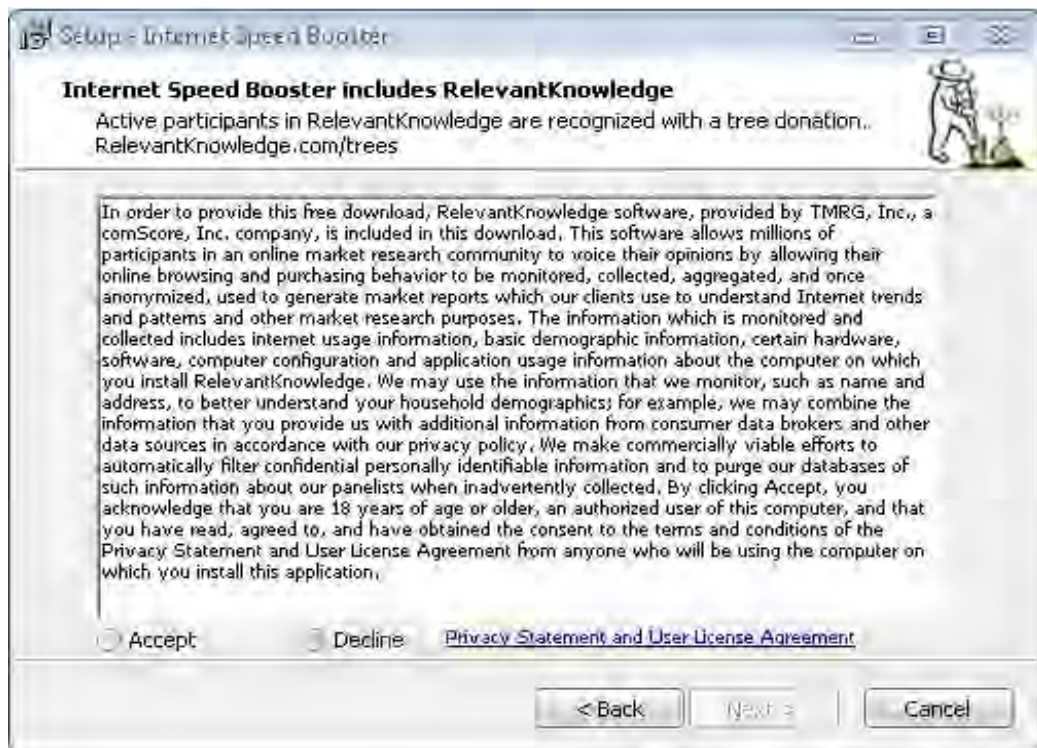 Setup - Internet Speed Booster
Internet Speed Booster includes RelevantKnowledge
Active participants in RelevantKnowledge are recognized with a tree donation..
RelevantKnowledge.com/trees
In order to provide this free download, RelevantKnowledge software, provided by TMRG, Inc., a
comScore, Inc. company, is included in this download. This software allows millions of
participants in an online market research community to voice their opinions by allowing their
online browsing and purchasing behavior to be monitored, collected, aggregated, and once
anonymized, used to generate market reports which our clients use to understand Internet trends
and patterns and other market research purposes. The information which is monitored and
collected includes internet usage information, basic demographic information, certain hardware,
software, computer configuration and application usage information about the computer on which
you install RelevantKnowledge. We may use the information that we monitor, such as name and
address, to better understand your household demographics; for example, we may combine the
information that you provide us with additional information from consumer data brokers and other
data sources in accordance with our privacy policy. We make commercially viable efforts to
automatically filter confidential personally identifiable information and to purge our databases of
such information about our panelists when inadvertently collected. By clicking Accept, you
acknowledge that you are 18 years of age or older, an authorized user of this computer, and that
you have read, agreed to, and have obtained the consent to the terms and conditions of the
Privacy Statement and User License Agreement from anyone who will be using the computer on
which you install this application.
Accept Decline Privacy Statement and User License Agreement
< Back Next > Cancel